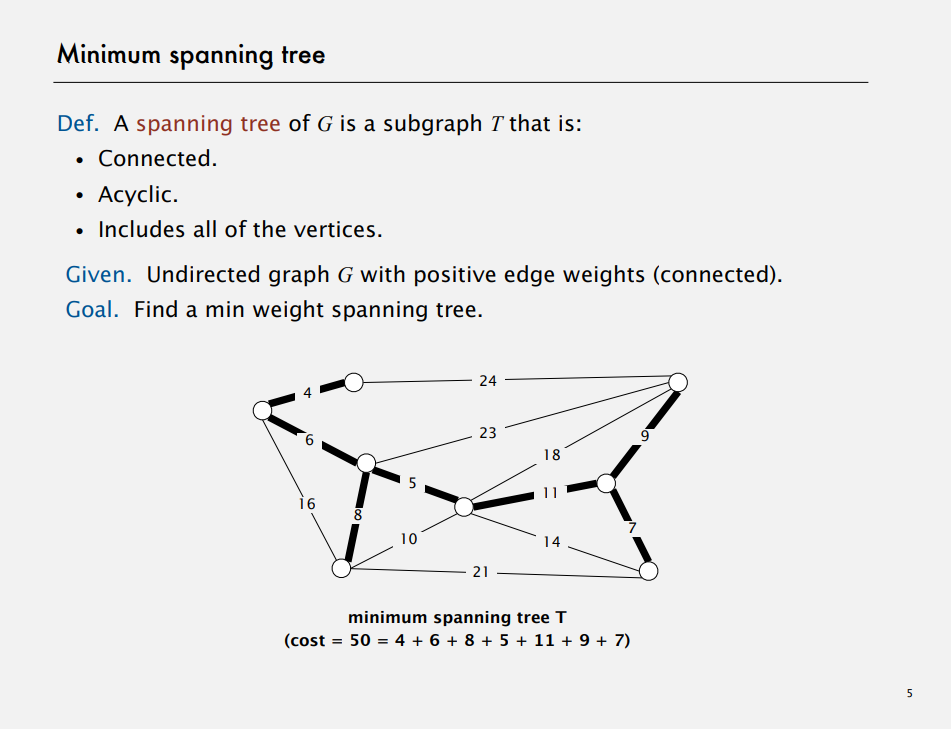 Minimum spanning tree
Def. A spanning tree of G is a subgraph T that is:
• Connected.
• Acyclic.
• Includes all of the vertices.
Given. Undirected graph G with positive edge weights (connected).
Goal. Find a min weight spanning tree.
24
4
23
9
6
18
5
11
16
8
7
10
14
21
minimum spanning tree T
(cost = 50 = 4 + 6 + 8 + 5 + 11 + 9 + 7)
5